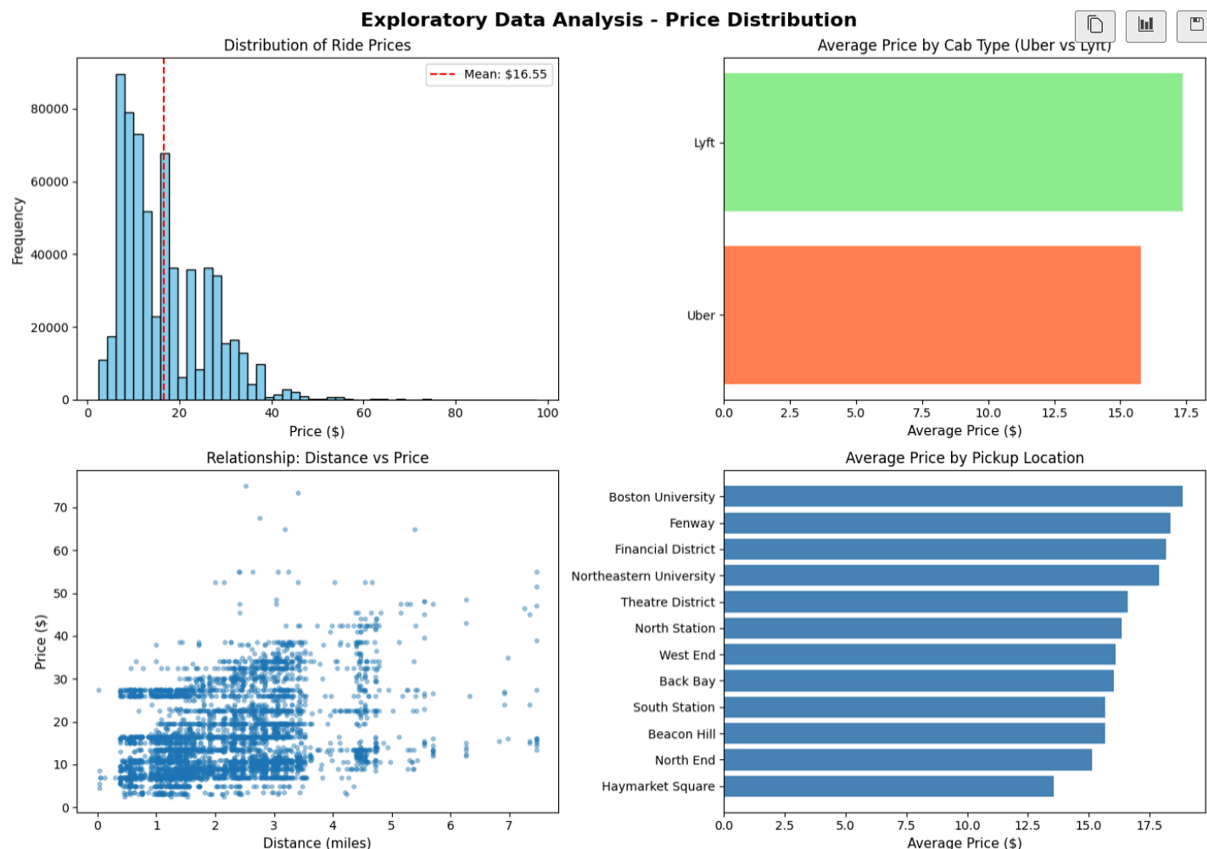 Exploratory Data Analysis - Price Distribution
Distribution of Ride Prices
Mean: $16.55
Frequency
80000
60000
40000
20000
0
0 20 40 60 80 100
Price ($)
Average Price by Cab Type (Uber vs Lyft)
Lyft
Uber
0.0 2.5 5.0 7.5 10.0 12.5 15.0 17.5
Average Price ($)
Relationship: Distance vs Price
Price ($)
70
60
50
40
30
20
10
0
0 1 2 3 4 5 6 7
Distance (miles)
Average Price by Pickup Location
Boston University
Fenway
Financial District
Northeastern University
Theatre District
North Station
West End
Back Bay
South Station
Beacon Hill
North End
Haymarket Square
0.0 2.5 5.0 7.5 10.0 12.5 15.0 17.5
Average Price ($)